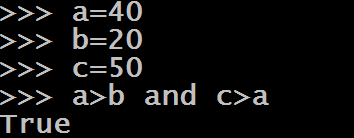 >>> a=40
>>> b=20
>>> c=50
>>> a>b and c>a
True